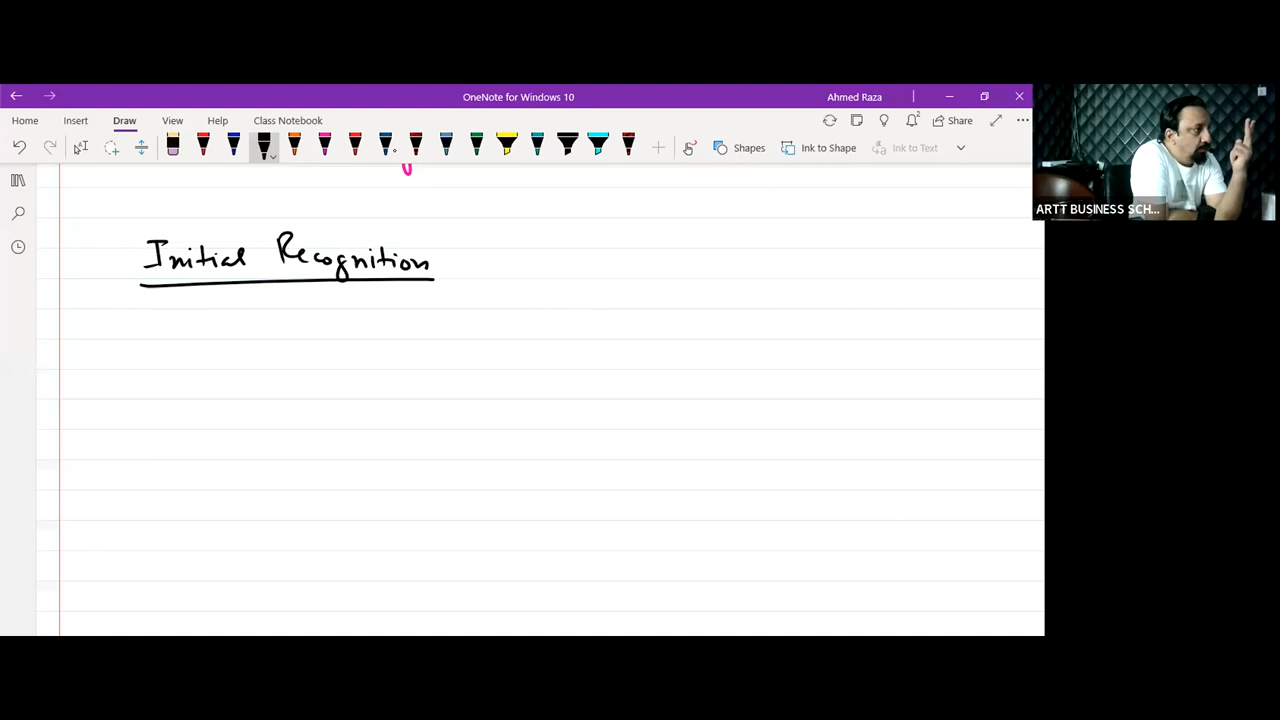 OneNote for Windows 10
Ahmed Raza
Home Insert Draw View Help Class Notebook
Share
Shapes Ink to Shape Ink to Text
ARTT BUSINESS SCH...
Initial Recognition